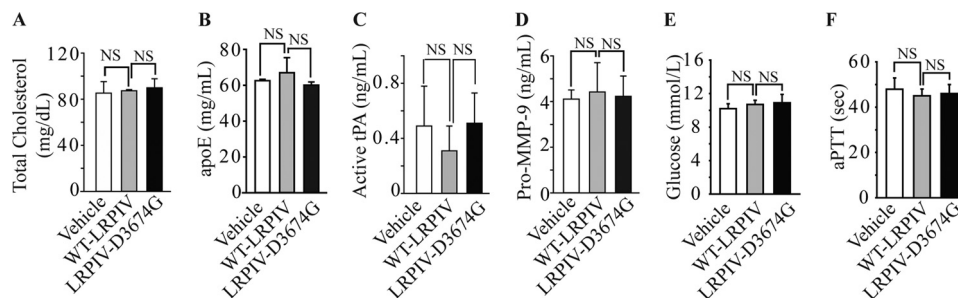 A
Total Cholesterol
(mg/dL)
120
80
40
0
NS
NS
Vehicle
WT-LRPIV
LRPIV-D3674G
B
apoE (mg/mL)
80
60
40
20
0
NS
NS
Vehicle
WT-LRPIV
LRPIV-D3674G
C
Active tPA (ng/mL)
0.8
0.4
0
NS
NS
Vehicle
WT-LRPIV
LRPIV-D3674G
D
Pro-MMP-9 (ng/mL)
6
4
2
0
NS
NS
Vehicle
WT-LRPIV
LRPIV-D3674G
E
Glucose (mmol/L)
16
12
8
4
0
NS
NS
Vehicle
WT-LRPIV
LRPIV-D3674G
F
aPTT (sec)
60
40
20
0
NS
NS
Vehicle
WT-LRPIV
LRPIV-D3674G